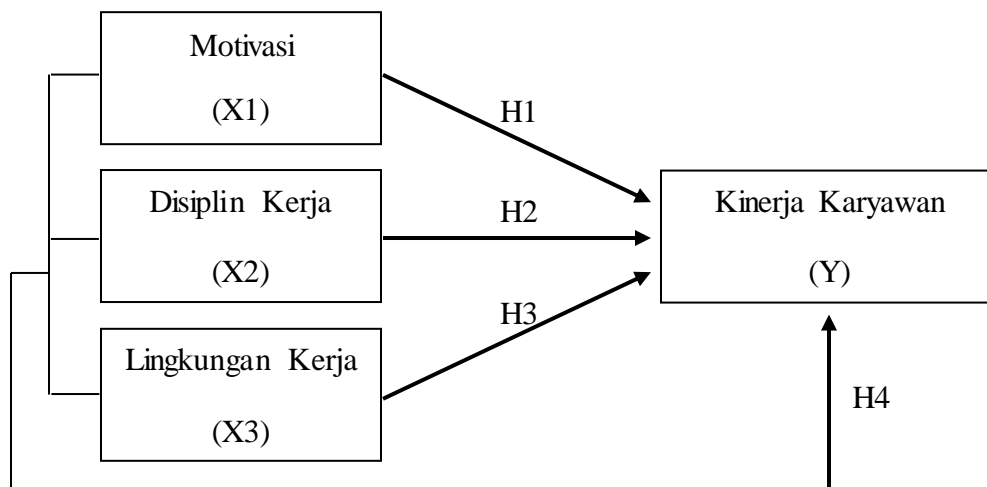 Motivasi
(X1)
H1
Disiplin Kerja
(X2)
H2
Kinerja Karyawan
(Y)
H3
Lingkungan Kerja
(X3)
H4